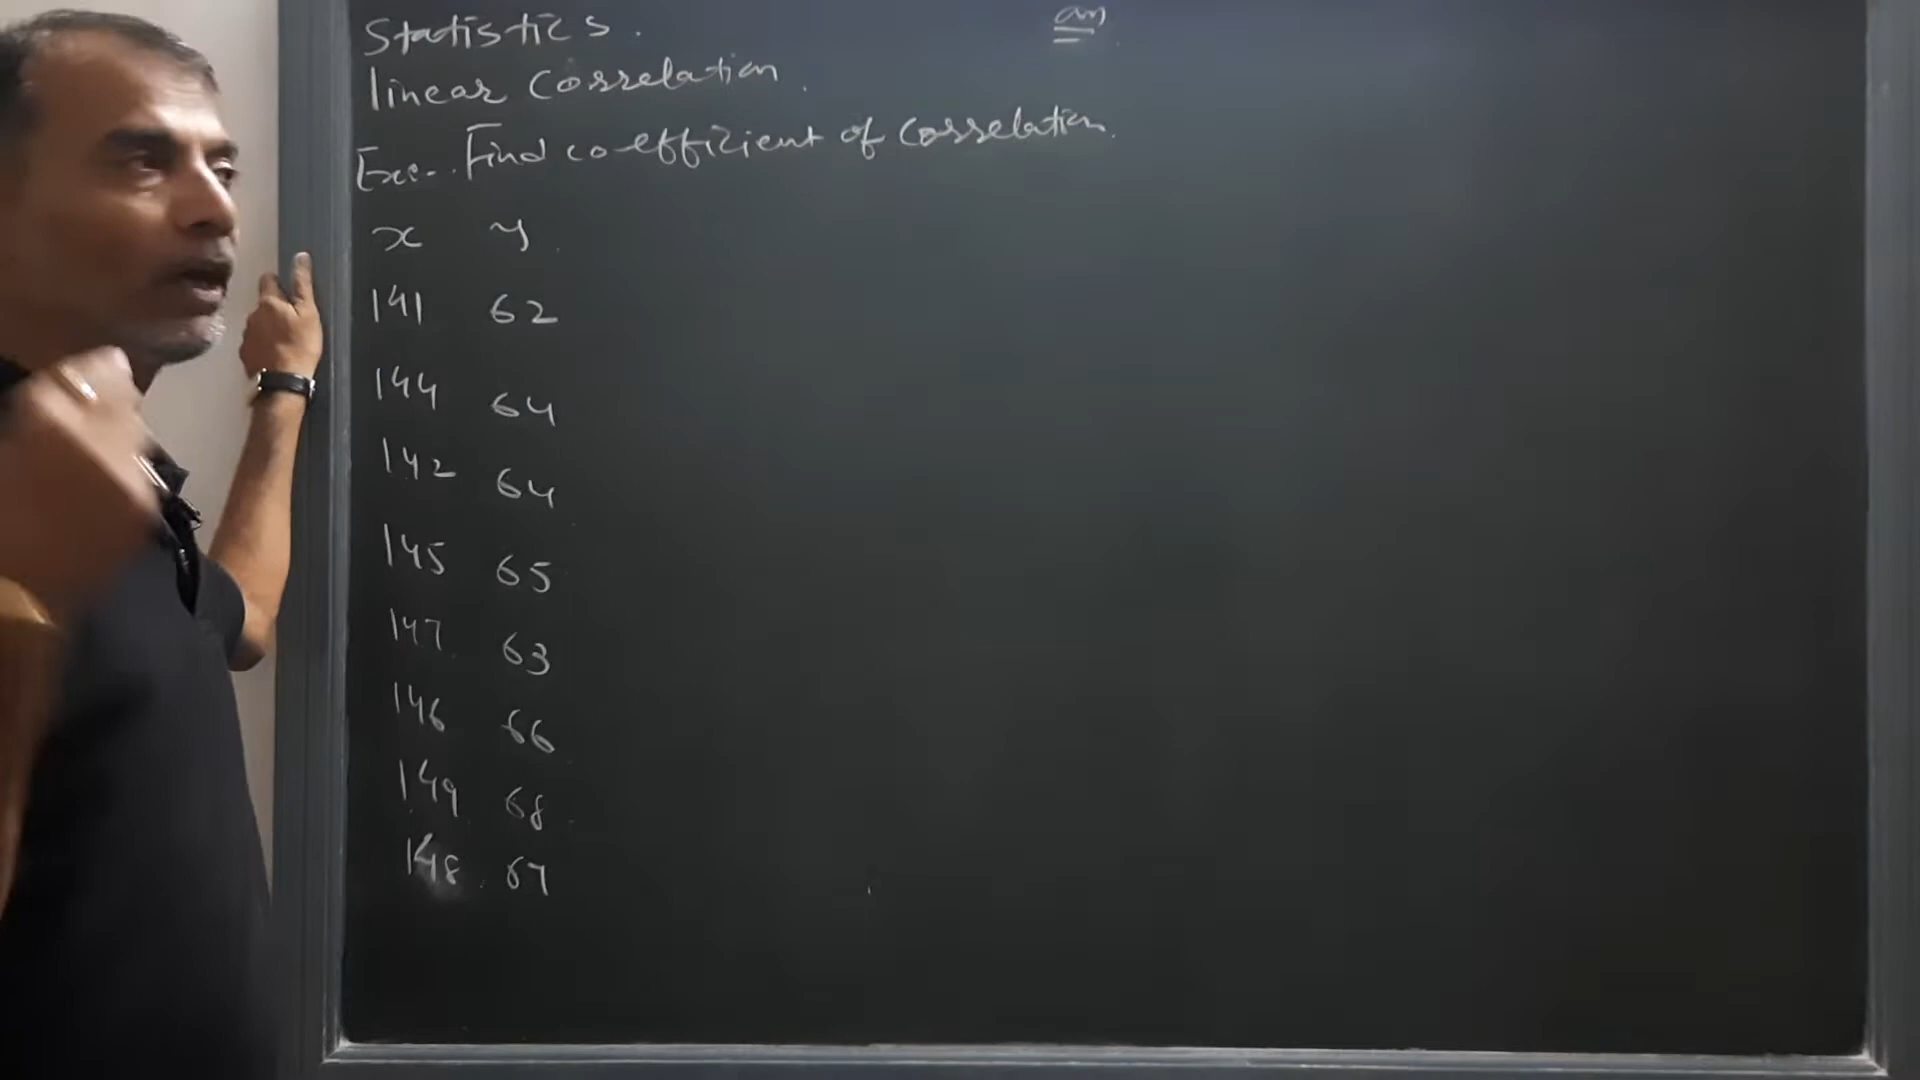 Statistics.
am
linear Correlation.
Exe-. Find co-efficient of Correlation.
x y
141 62
144 64
142 64
145 65
147 63
146 66
149 68
148 67